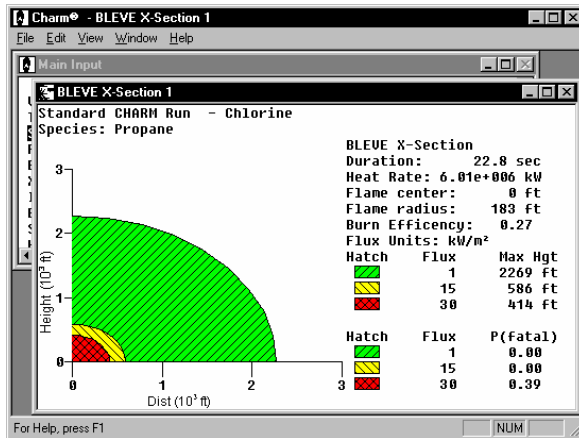 Charm® - BLEVE X-Section 1
File Edit View Window Help
Main Input
BLEVE X-Section 1
Standard CHARM Run - Chlorine
Species: Propane
BLEVE X-Section
Duration: 22.8 sec
Heat Rate: 6.01e+006 kW
Flame center: 0 ft
Flame radius: 183 ft
Burn Efficency: 0.27
Flux Units: kW/m²
Hatch Flux Max Hgt
1 2269 ft
15 586 ft
30 414 ft
Hatch Flux P(fatal)
1 0.00
15 0.00
30 0.39
3
2
1
0
Height (10³ ft)
0 1 2 3
Dist (10³ ft)
For Help, press F1
NUM